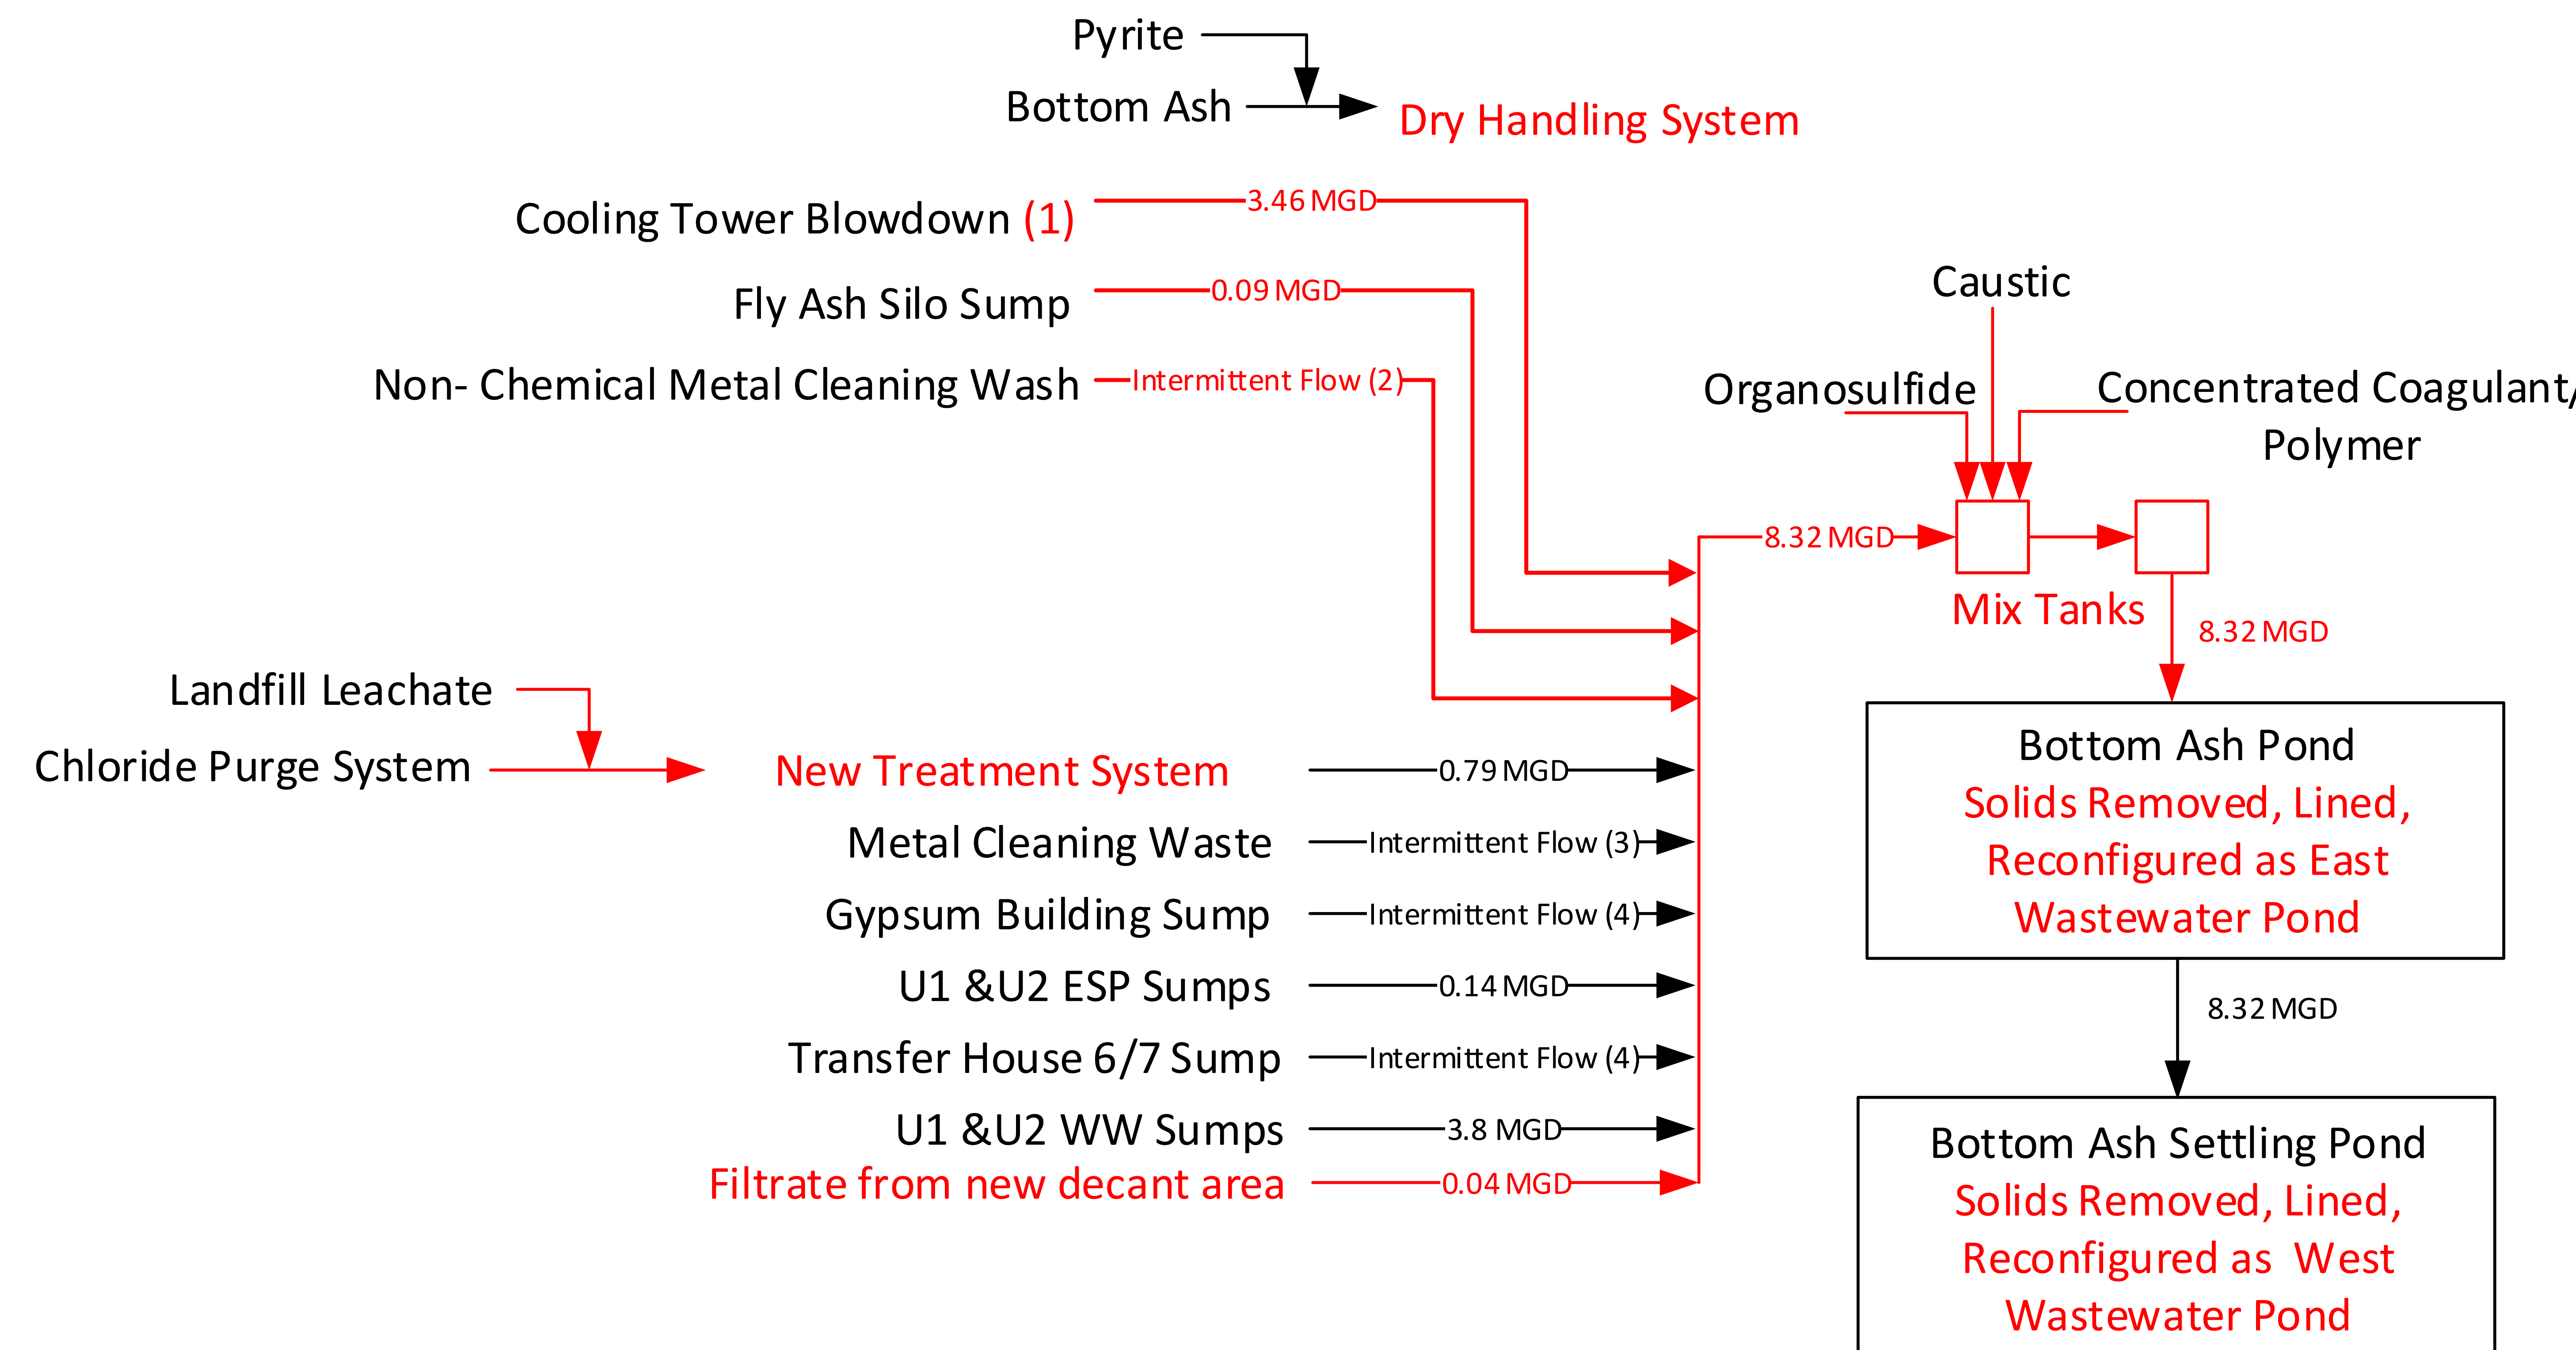 Pyrite
Bottom Ash
Dry Handling System
Cooling Tower Blowdown (1)
3.46 MGD
Fly Ash Silo Sump
0.09 MGD
Non- Chemical Metal Cleaning Wash
Intermittent Flow (2)
Caustic
Organosulfide
Concentrated Coagulant/
Polymer
8.32 MGD
Mix Tanks
8.32 MGD
Landfill Leachate
Chloride Purge System
New Treatment System
0.79 MGD
Metal Cleaning Waste
Intermittent Flow (3)
Gypsum Building Sump
Intermittent Flow (4)
U1 &U2 ESP Sumps
0.14 MGD
Transfer House 6/7 Sump
Intermittent Flow (4)
U1 &U2 WW Sumps
3.8 MGD
Filtrate from new decant area
0.04 MGD
Bottom Ash Pond
Solids Removed, Lined,
Reconfigured as East
Wastewater Pond
8.32 MGD
Bottom Ash Settling Pond
Solids Removed, Lined,
Reconfigured as  West
Wastewater Pond